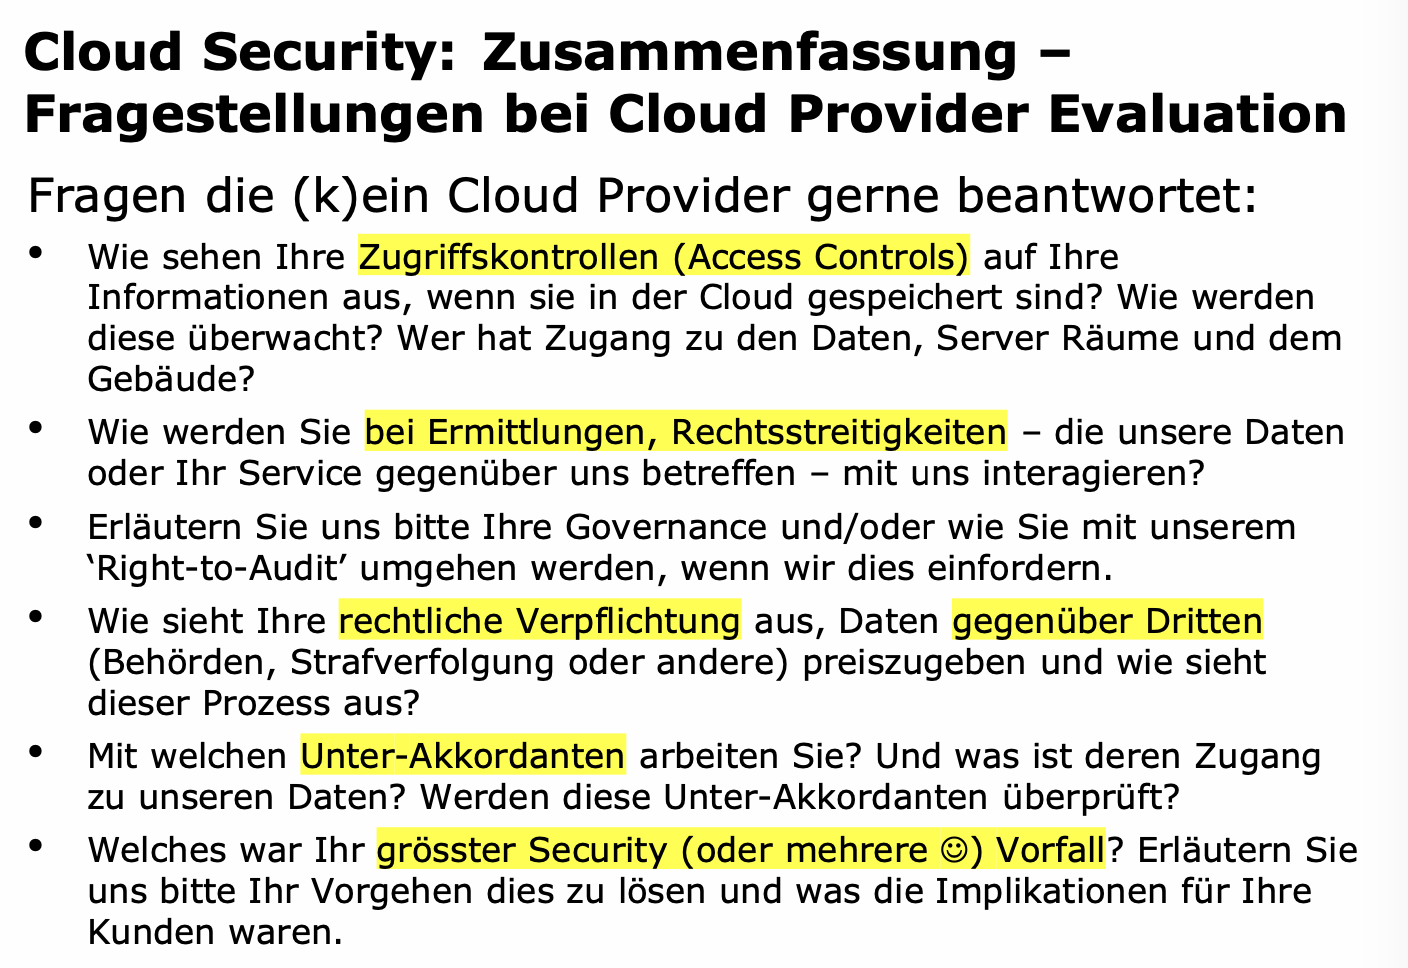 Cloud Security: Zusammenfassung –
Fragestellungen bei Cloud Provider Evaluation
Fragen die (k)ein Cloud Provider gerne beantwortet:
• Wie sehen Ihre Zugriffskontrollen (Access Controls) auf Ihre
Informationen aus, wenn sie in der Cloud gespeichert sind? Wie werden
diese überwacht? Wer hat Zugang zu den Daten, Server Räume und dem
Gebäude?
• Wie werden Sie bei Ermittlungen, Rechtsstreitigkeiten – die unsere Daten
oder Ihr Service gegenüber uns betreffen – mit uns interagieren?
• Erläutern Sie uns bitte Ihre Governance und/oder wie Sie mit unserem
‘Right-to-Audit’ umgehen werden, wenn wir dies einfordern.
• Wie sieht Ihre rechtliche Verpflichtung aus, Daten gegenüber Dritten
(Behörden, Strafverfolgung oder andere) preiszugeben und wie sieht
dieser Prozess aus?
• Mit welchen Unter-Akkordanten arbeiten Sie? Und was ist deren Zugang
zu unseren Daten? Werden diese Unter-Akkordanten überprüft?
• Welches war Ihr grösster Security (oder mehrere ☺) Vorfall? Erläutern Sie
uns bitte Ihr Vorgehen dies zu lösen und was die Implikationen für Ihre
Kunden waren.